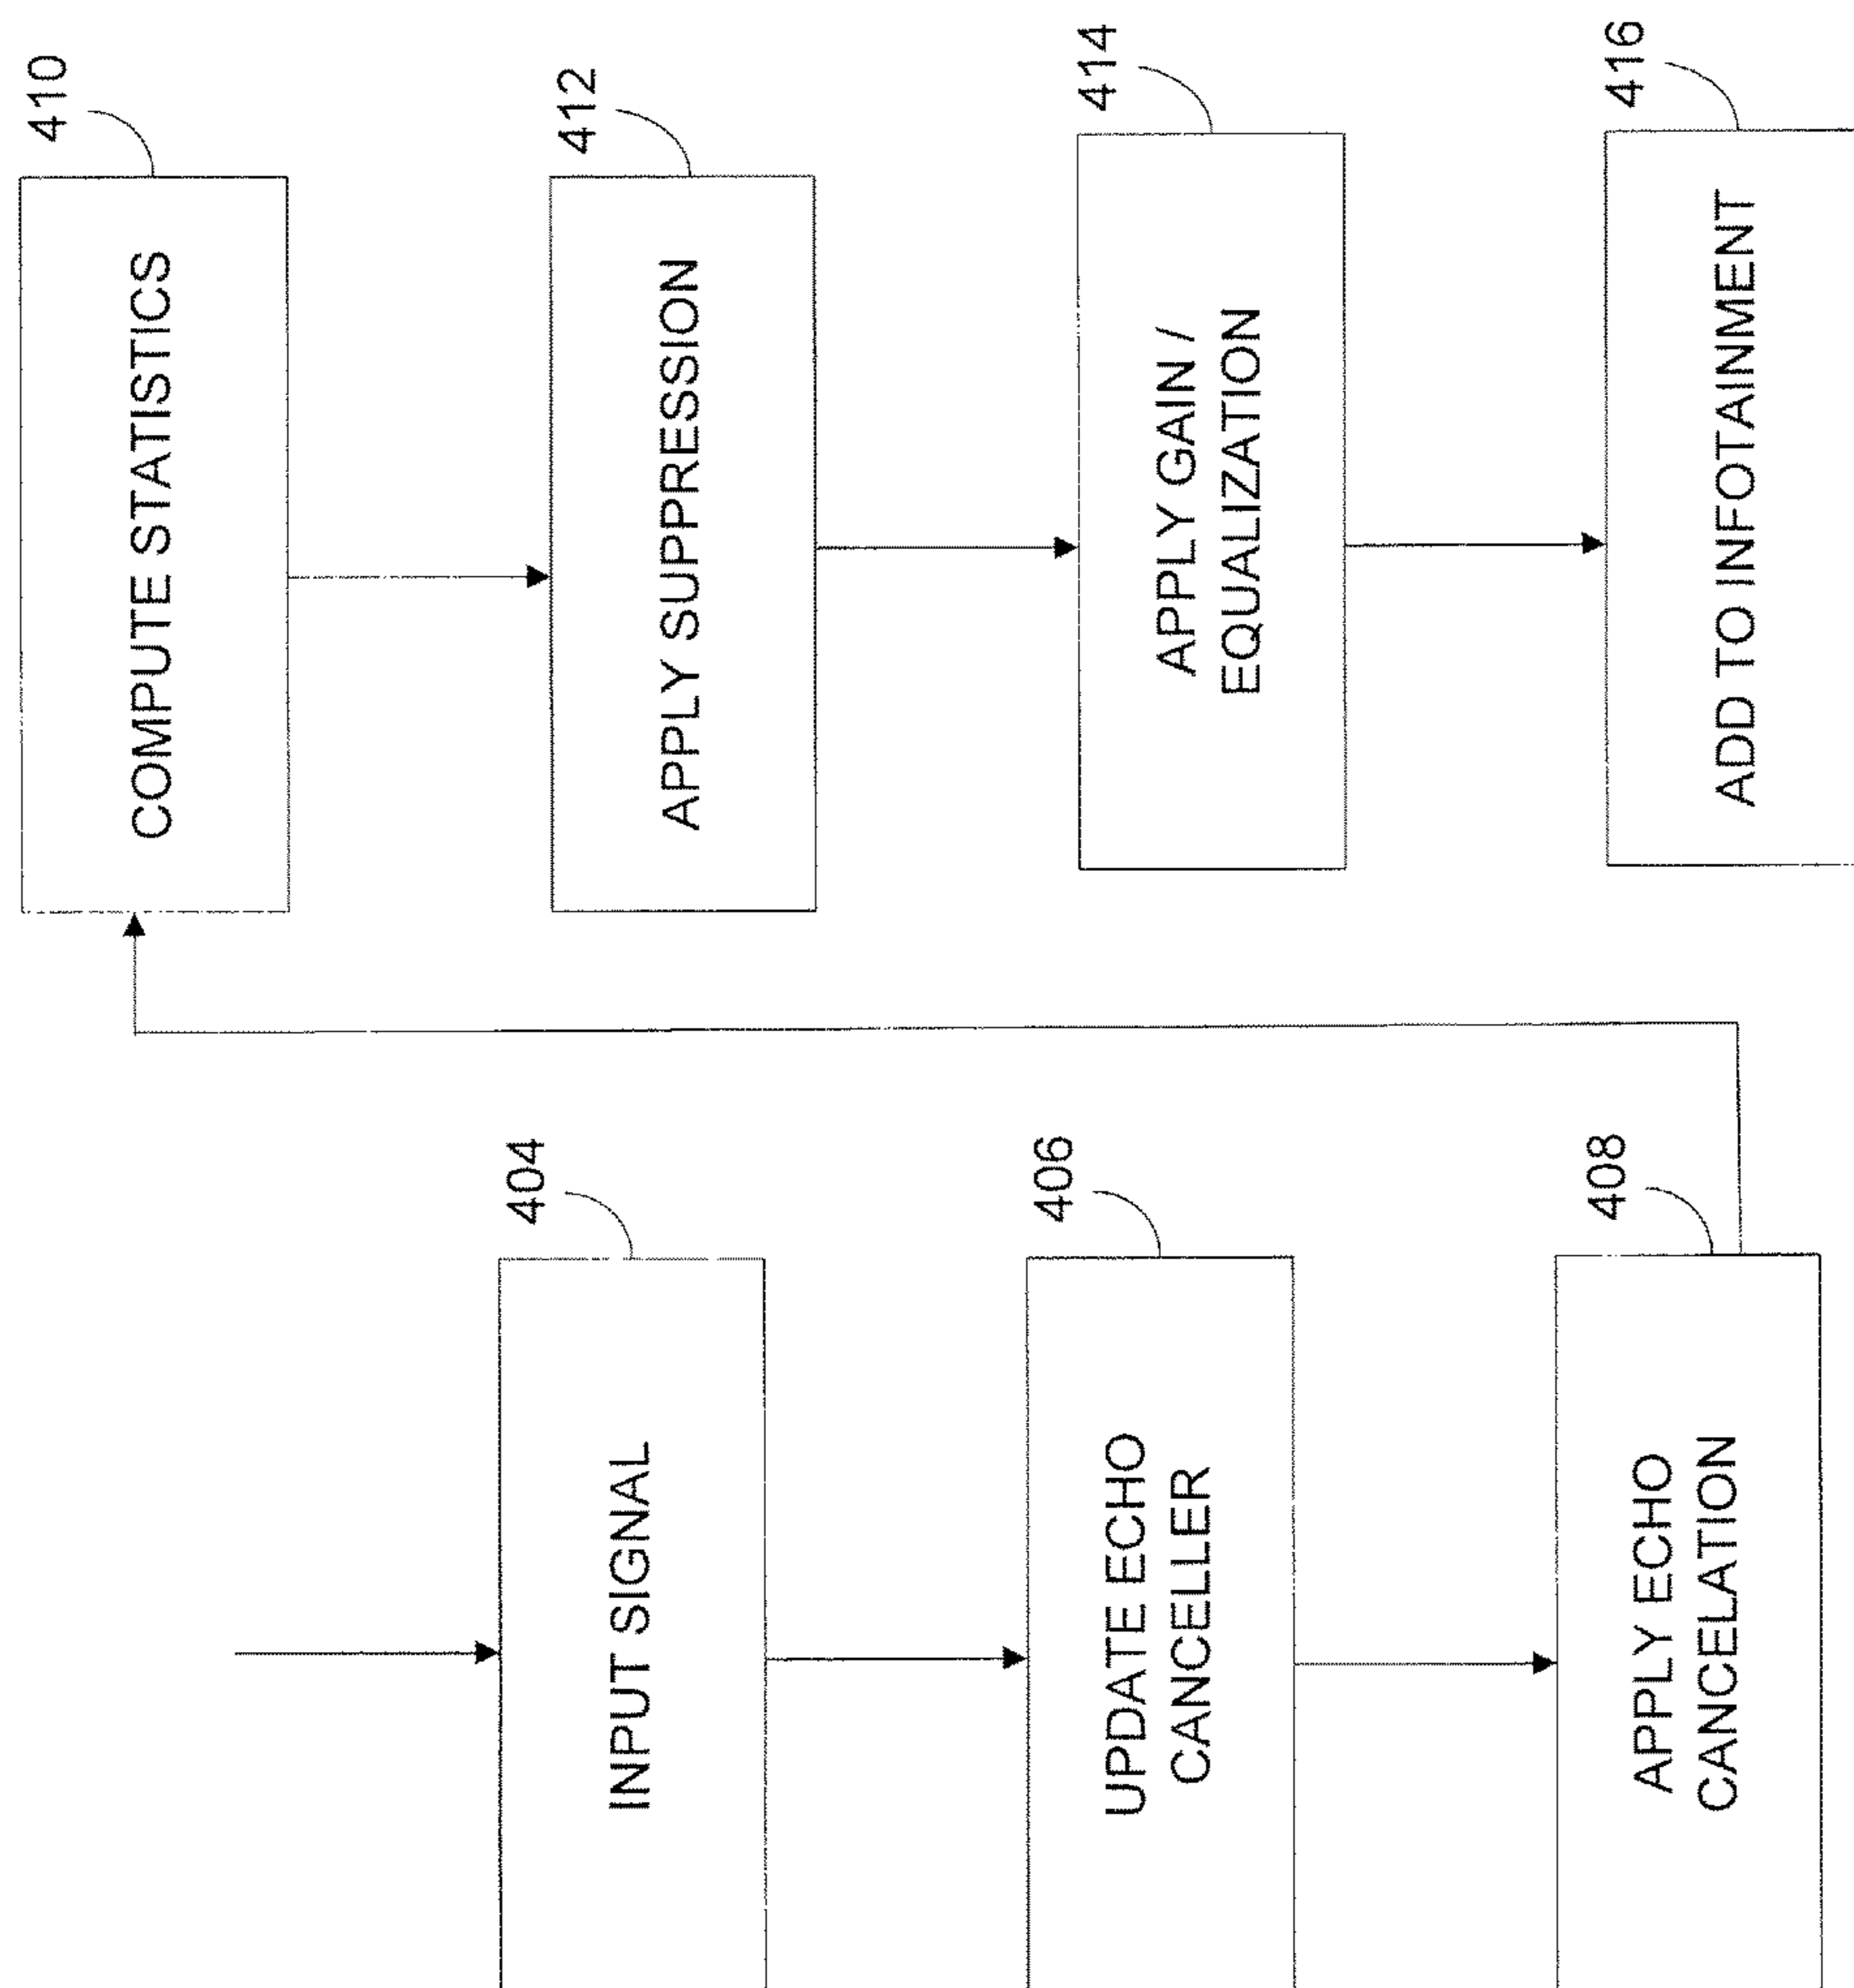 404
INPUT SIGNAL
406
UPDATE ECHO
CANCELLER
408
APPLY ECHO
CANCELATION
410
COMPUTE STATISTICS
412
APPLY SUPPRESSION
414
APPLY GAIN /
EQUALIZATION
416
ADD TO INFOTAINMENT